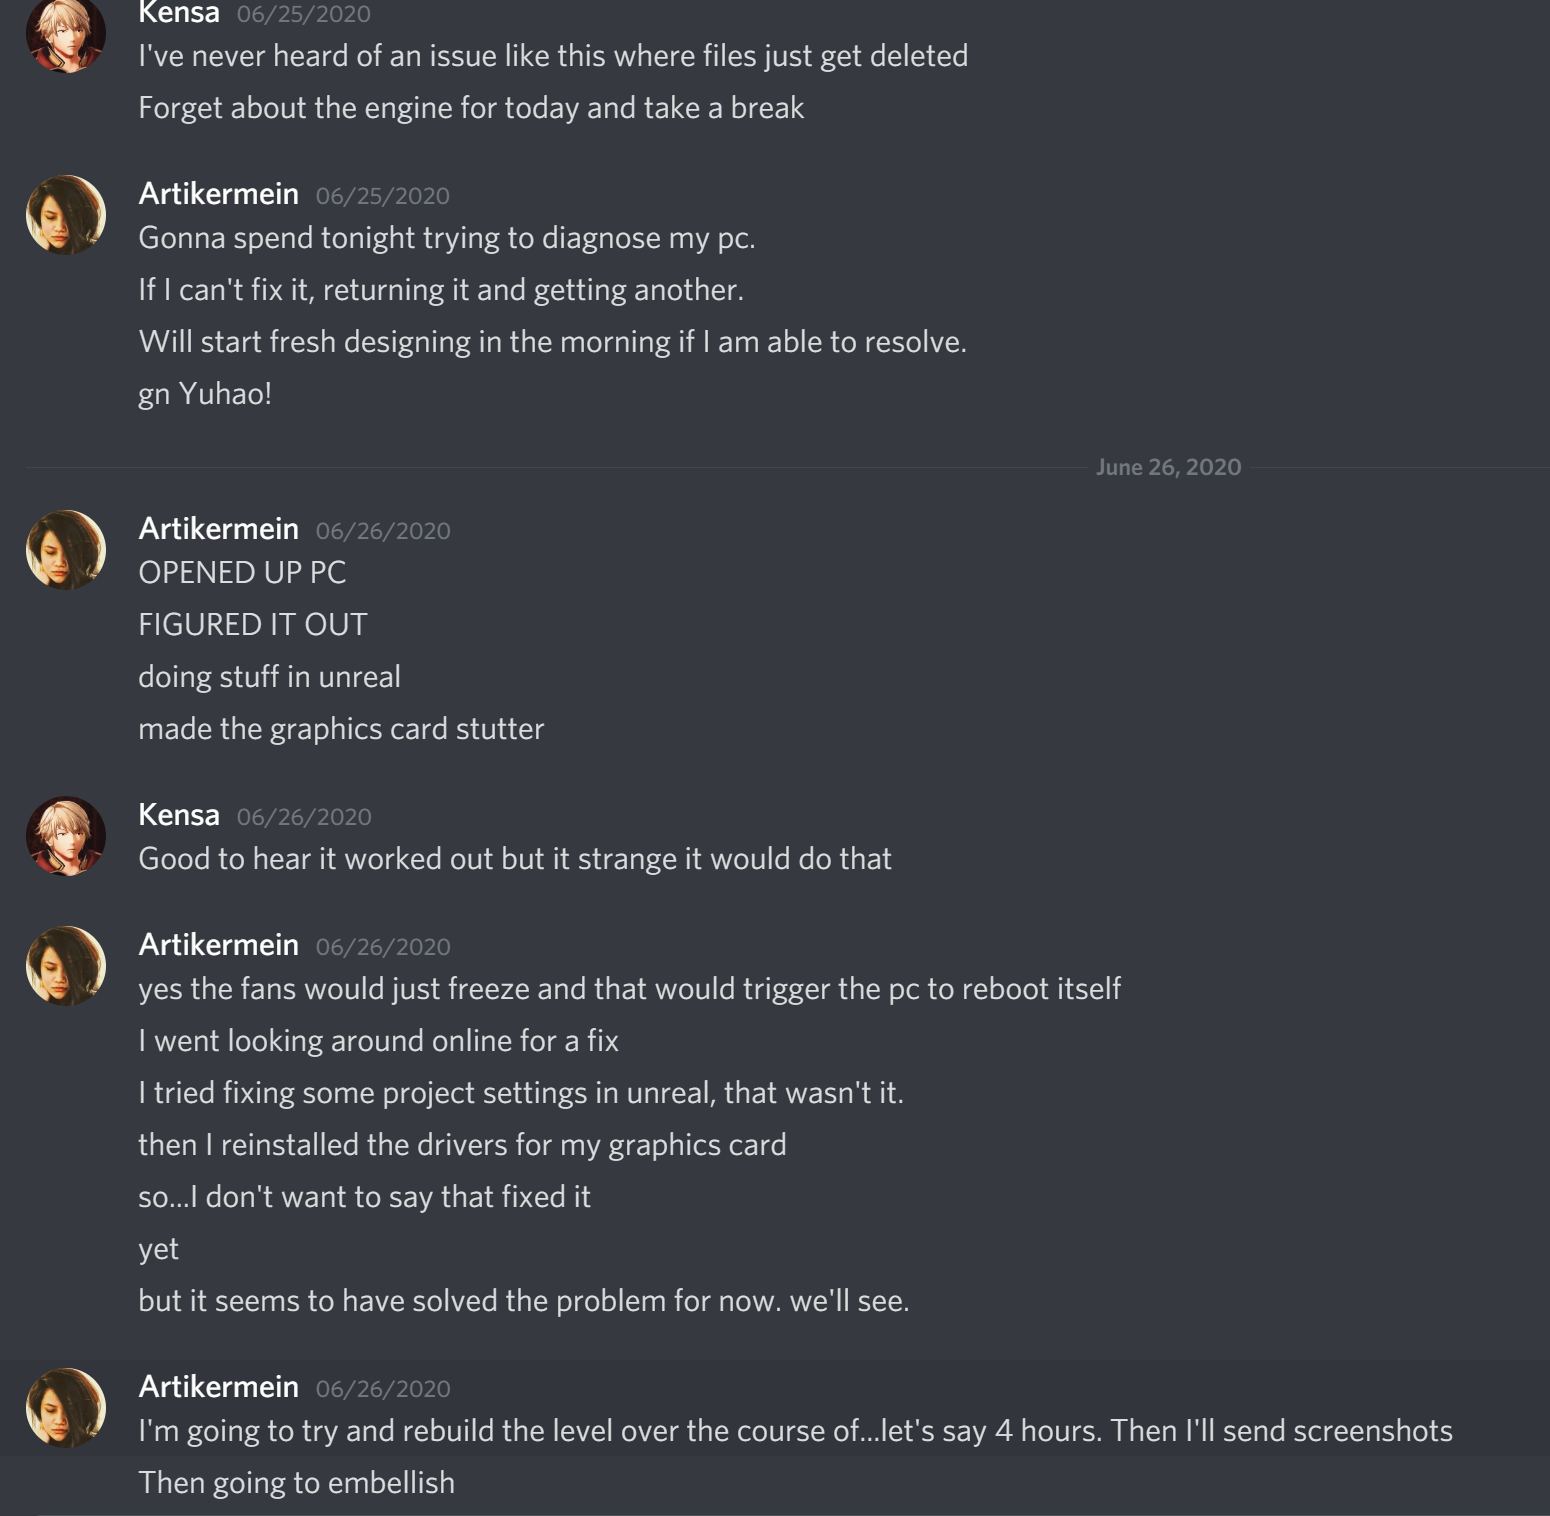 Kensa 06/25/2020
I've never heard of an issue like this where files just get deleted
Forget about the engine for today and take a break
Artikermein 06/25/2020
Gonna spend tonight trying to diagnose my pc.
If I can't fix it, returning it and getting another.
Will start fresh designing in the morning if I am able to resolve.
gn Yuhao!
June 26, 2020
Artikermein 06/26/2020
OPENED UP PC
FIGURED IT OUT
doing stuff in unreal
made the graphics card stutter
Kensa 06/26/2020
Good to hear it worked out but it strange it would do that
Artikermein 06/26/2020
yes the fans would just freeze and that would trigger the pc to reboot itself
I went looking around online for a fix
I tried fixing some project settings in unreal, that wasn't it.
then I reinstalled the drivers for my graphics card
so...I don't want to say that fixed it
yet
but it seems to have solved the problem for now. we'll see.
Artikermein 06/26/2020
I'm going to try and rebuild the level over the course of...let's say 4 hours. Then I'll send screenshots
Then going to embellish